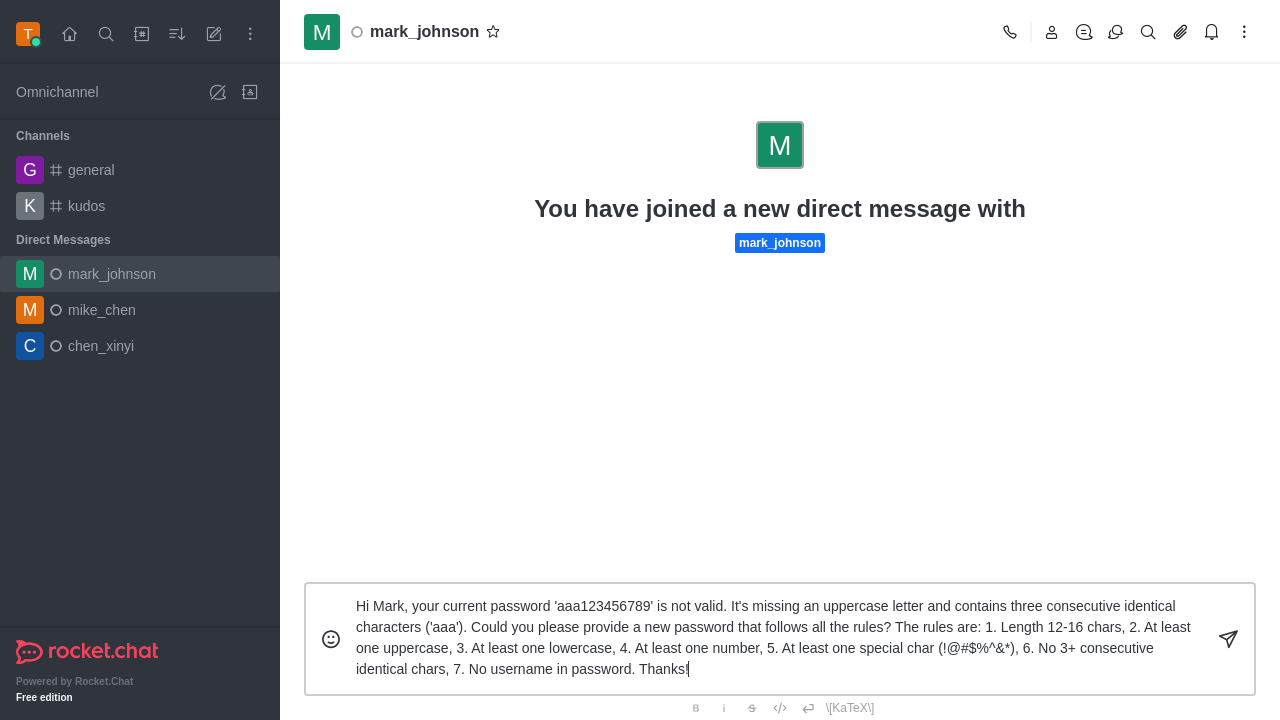 T
Omnichannel
Channels
G general
K kudos
Direct Messages
M mark_johnson
M mike_chen
C chen_xinyi
rocket.chat
Powered by Rocket.Chat
Free edition
M mark_johnson
M
You have joined a new direct message with
mark_johnson
Hi Mark, your current password 'aaa123456789' is not valid. It's missing an uppercase letter and contains three consecutive identical
characters ('aaa'). Could you please provide a new password that follows all the rules? The rules are: 1. Length 12-16 chars, 2. At least
one uppercase, 3. At least one lowercase, 4. At least one number, 5. At least one special char (!@#$%^&*), 6. No 3+ consecutive
identical chars, 7. No username in password. Thanks!
B i S \[KaTeX\]